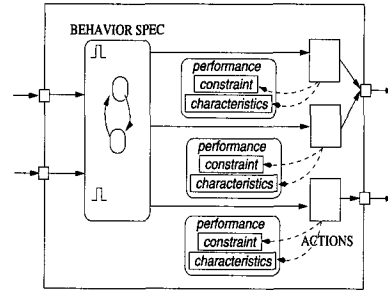 BEHAVIOR SPEC
performance
constraint
characteristics
performance
constraint
characteristics
performance
constraint
characteristics
ACTIONS